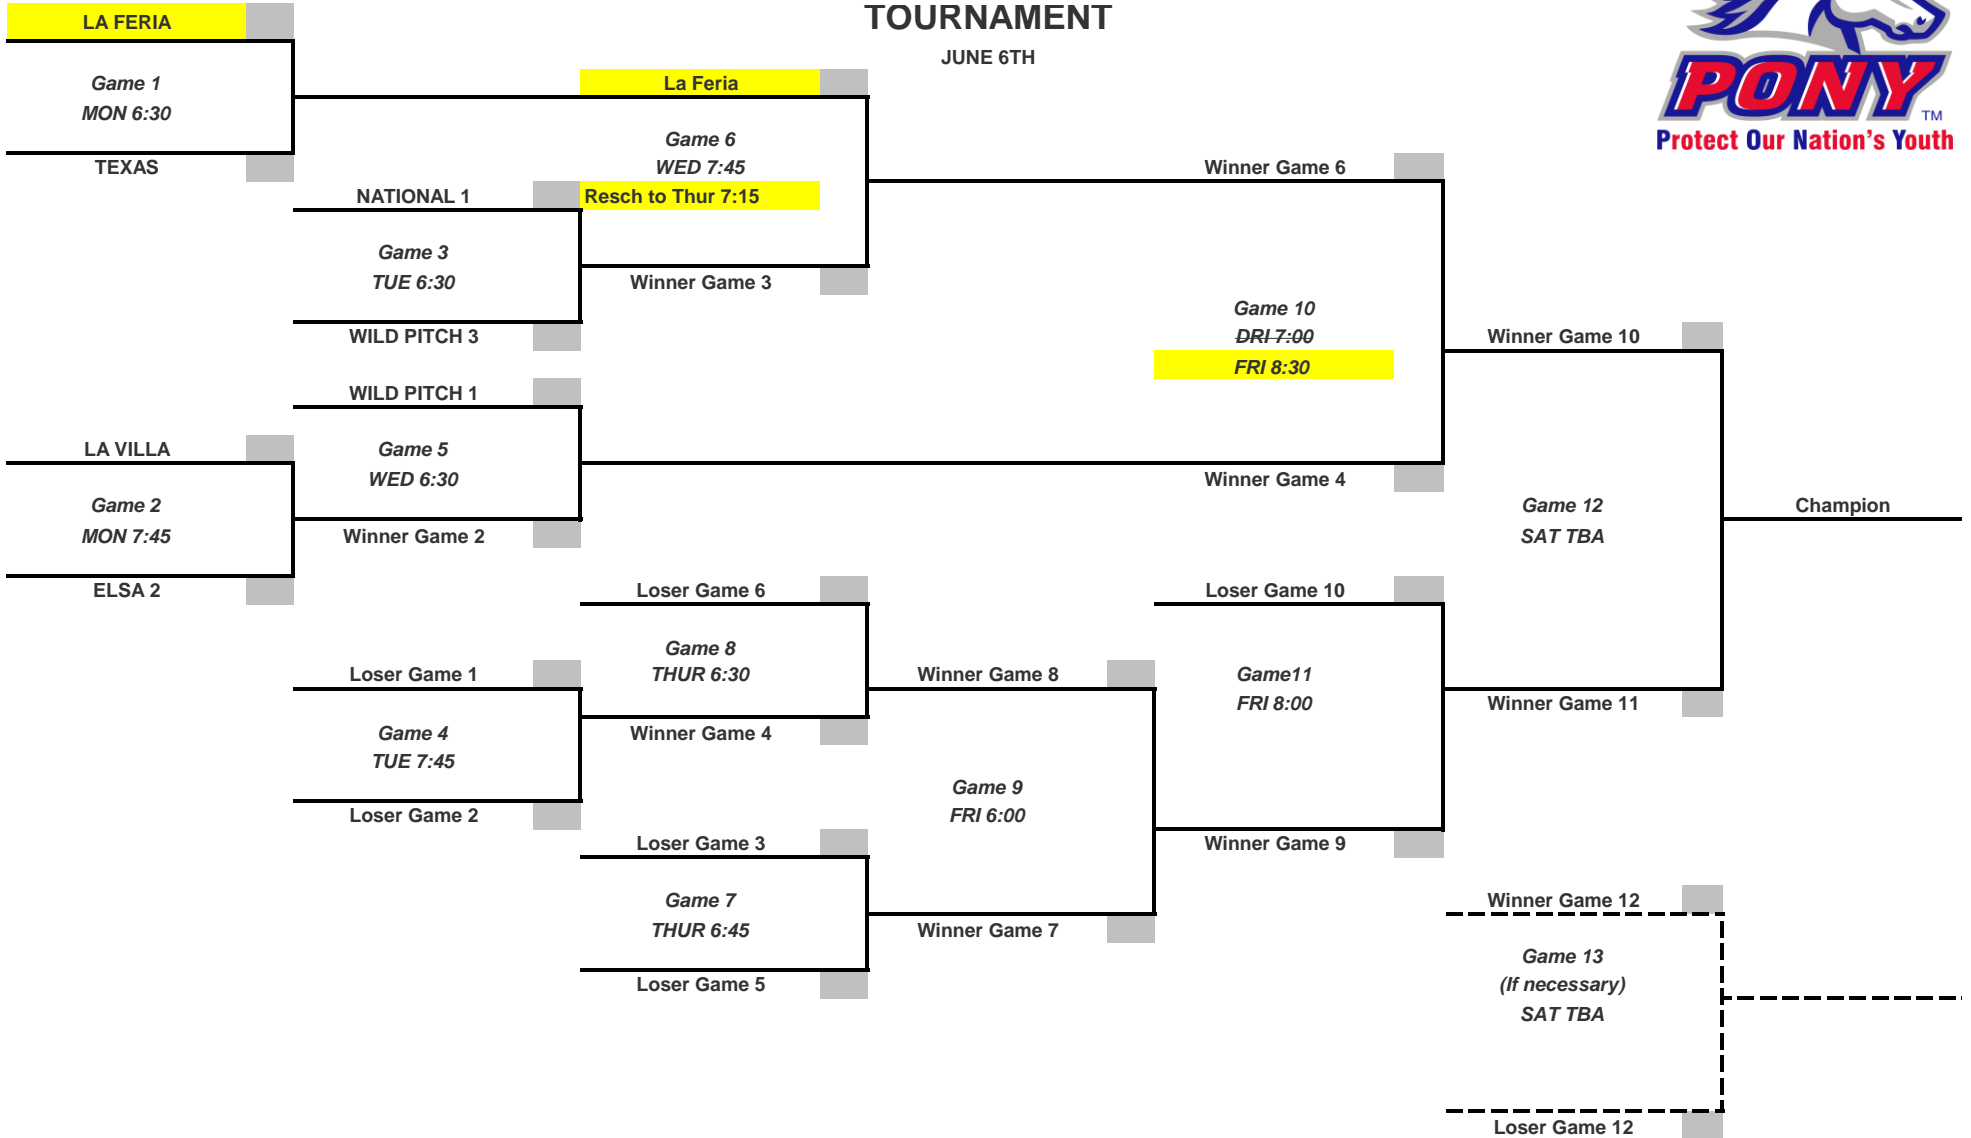 TOURNAMENT
JUNE 6TH
PONY
TM
Protect Our Nation's Youth
LA FERIA
Game 1
MON 6:30
TEXAS
La Feria
Game 6
WED 7:45
Resch to Thur 7:15
Winner Game 3
NATIONAL 1
Game 3
TUE 6:30
WILD PITCH 3
WILD PITCH 1
Game 5
WED 6:30
Winner Game 2
LA VILLA
Game 2
MON 7:45
ELSA 2
Winner Game 6
Game 10
DRI 7:00
FRI 8:30
Winner Game 4
Winner Game 10
Game 12
SAT TBA
Winner Game 11
Champion
Loser Game 6
Game 8
THUR 6:30
Winner Game 4
Loser Game 1
Game 4
TUE 7:45
Loser Game 2
Loser Game 3
Game 7
THUR 6:45
Loser Game 5
Winner Game 8
Game 9
FRI 6:00
Winner Game 7
Loser Game 10
Game11
FRI 8:00
Winner Game 9
Winner Game 12
Game 13
(If necessary)
SAT TBA
Loser Game 12